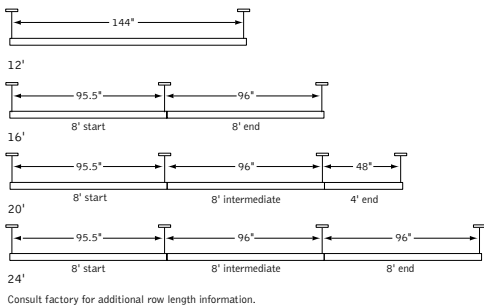 144"
12'
95.5" 96"
8' start 8' end
16'
95.5" 96" 48"
8' start 8' intermediate 4' end
20'
95.5" 96" 96"
8' start 8' intermediate 8' end
24'
Consult factory for additional row length information.